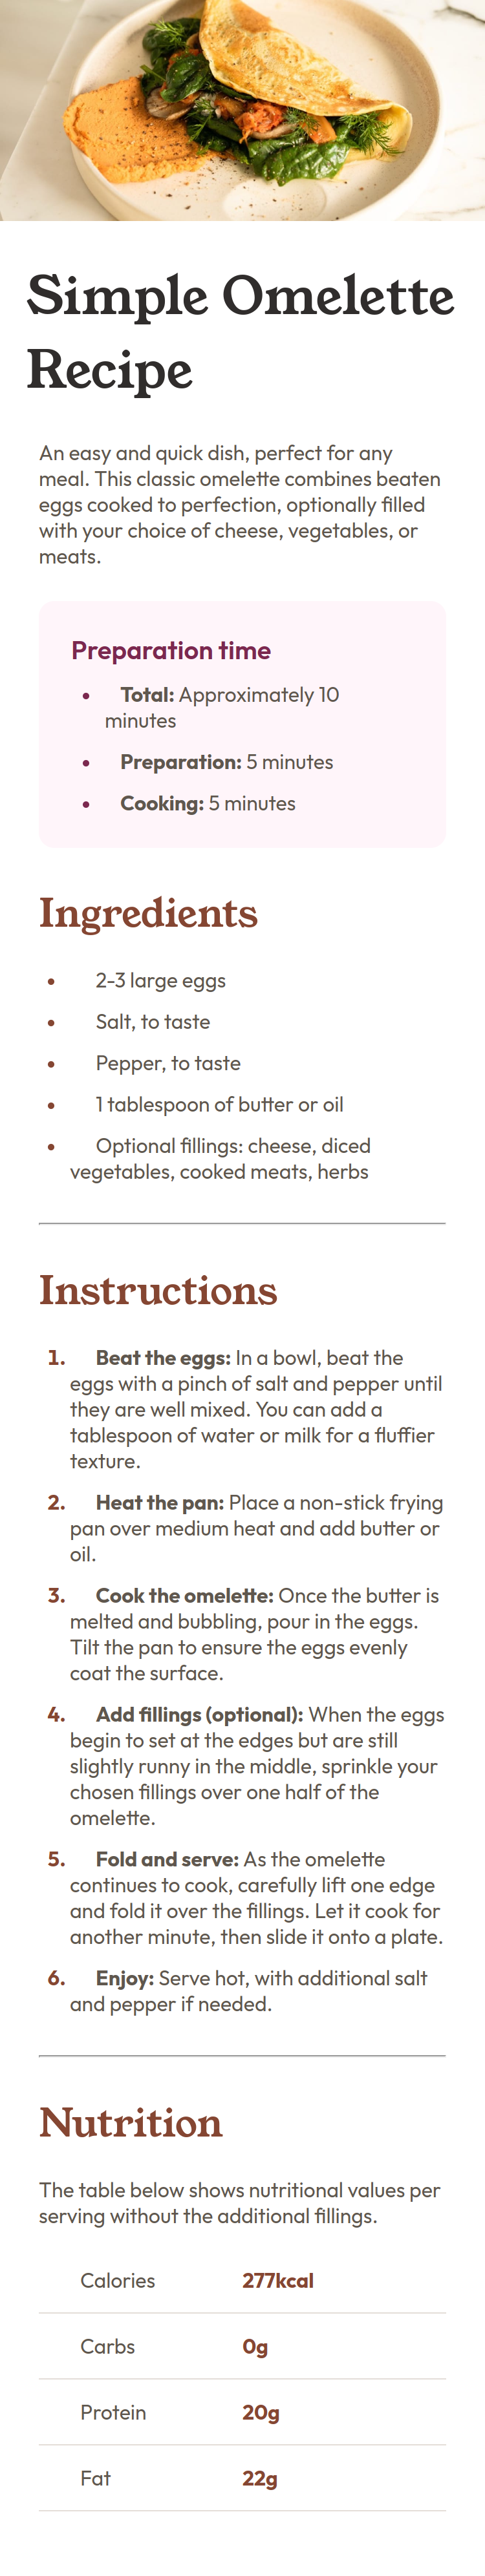 Simple Omelette
Recipe
An easy and quick dish, perfect for any
meal. This classic omelette combines beaten
eggs cooked to perfection, optionally filled
with your choice of cheese, vegetables, or
meats.
Preparation time
• Total: Approximately 10
minutes
• Preparation: 5 minutes
• Cooking: 5 minutes
Ingredients
• 2-3 large eggs
• Salt, to taste
• Pepper, to taste
• 1 tablespoon of butter or oil
• Optional fillings: cheese, diced
vegetables, cooked meats, herbs
Instructions
1. Beat the eggs: In a bowl, beat the
eggs with a pinch of salt and pepper until
they are well mixed. You can add a
tablespoon of water or milk for a fluffier
texture.
2. Heat the pan: Place a non-stick frying
pan over medium heat and add butter or
oil.
3. Cook the omelette: Once the butter is
melted and bubbling, pour in the eggs.
Tilt the pan to ensure the eggs evenly
coat the surface.
4. Add fillings (optional): When the eggs
begin to set at the edges but are still
slightly runny in the middle, sprinkle your
chosen fillings over one half of the
omelette.
5. Fold and serve: As the omelette
continues to cook, carefully lift one edge
and fold it over the fillings. Let it cook for
another minute, then slide it onto a plate.
6. Enjoy: Serve hot, with additional salt
and pepper if needed.
Nutrition
The table below shows nutritional values per
serving without the additional fillings.
Calories 277kcal
Carbs 0g
Protein 20g
Fat 22g